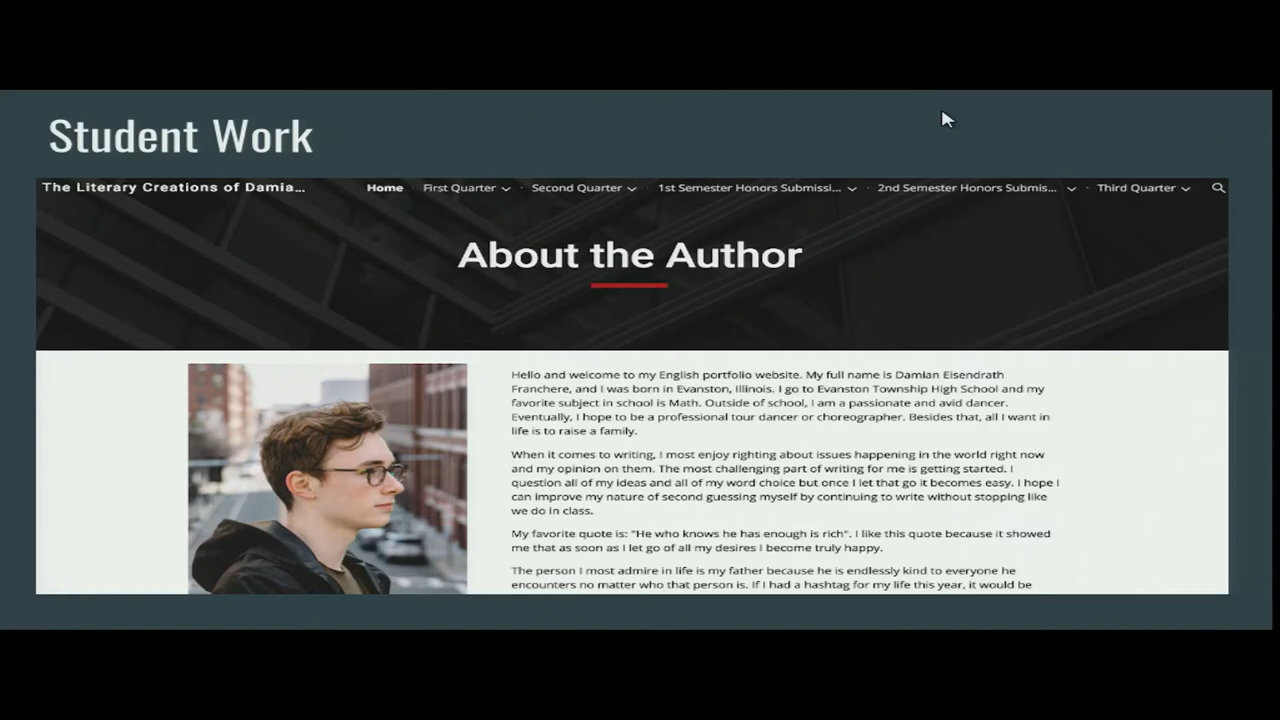 Student Work
The Literary Creations of Damia...
Home
First Quarter
Second Quarter
1st Semester Honors Submissi...
2nd Semester Honors Submis...
Third Quarter
About the Author
Hello and welcome to my English portfolio website. My full name is Damian Eisendrath
Franchere, and I was born in Evanston, Illinois. I go to Evanston Township High School and my
favorite subject in school is Math. Outside of school, I am a passionate and avid dancer.
Eventually, I hope to be a professional tour dancer or choreographer. Besides that, all I want in
life is to raise a family.
When it comes to writing, I most enjoy righting about issues happening in the world right now
and my opinion on them. The most challenging part of writing for me is getting started. I
question all of my ideas and all of my word choice but once I let that go it becomes easy. I hope I
can improve my nature of second guessing myself by continuing to write without stopping like
we do in class.
My favorite quote is: "He who knows he has enough is rich". I like this quote because it showed
me that as soon as I let go of all my desires I become truly happy.
The person I most admire in life is my father because he is endlessly kind to everyone he
encounters no matter who that person is. If I had a hashtag for my life this year, it would be